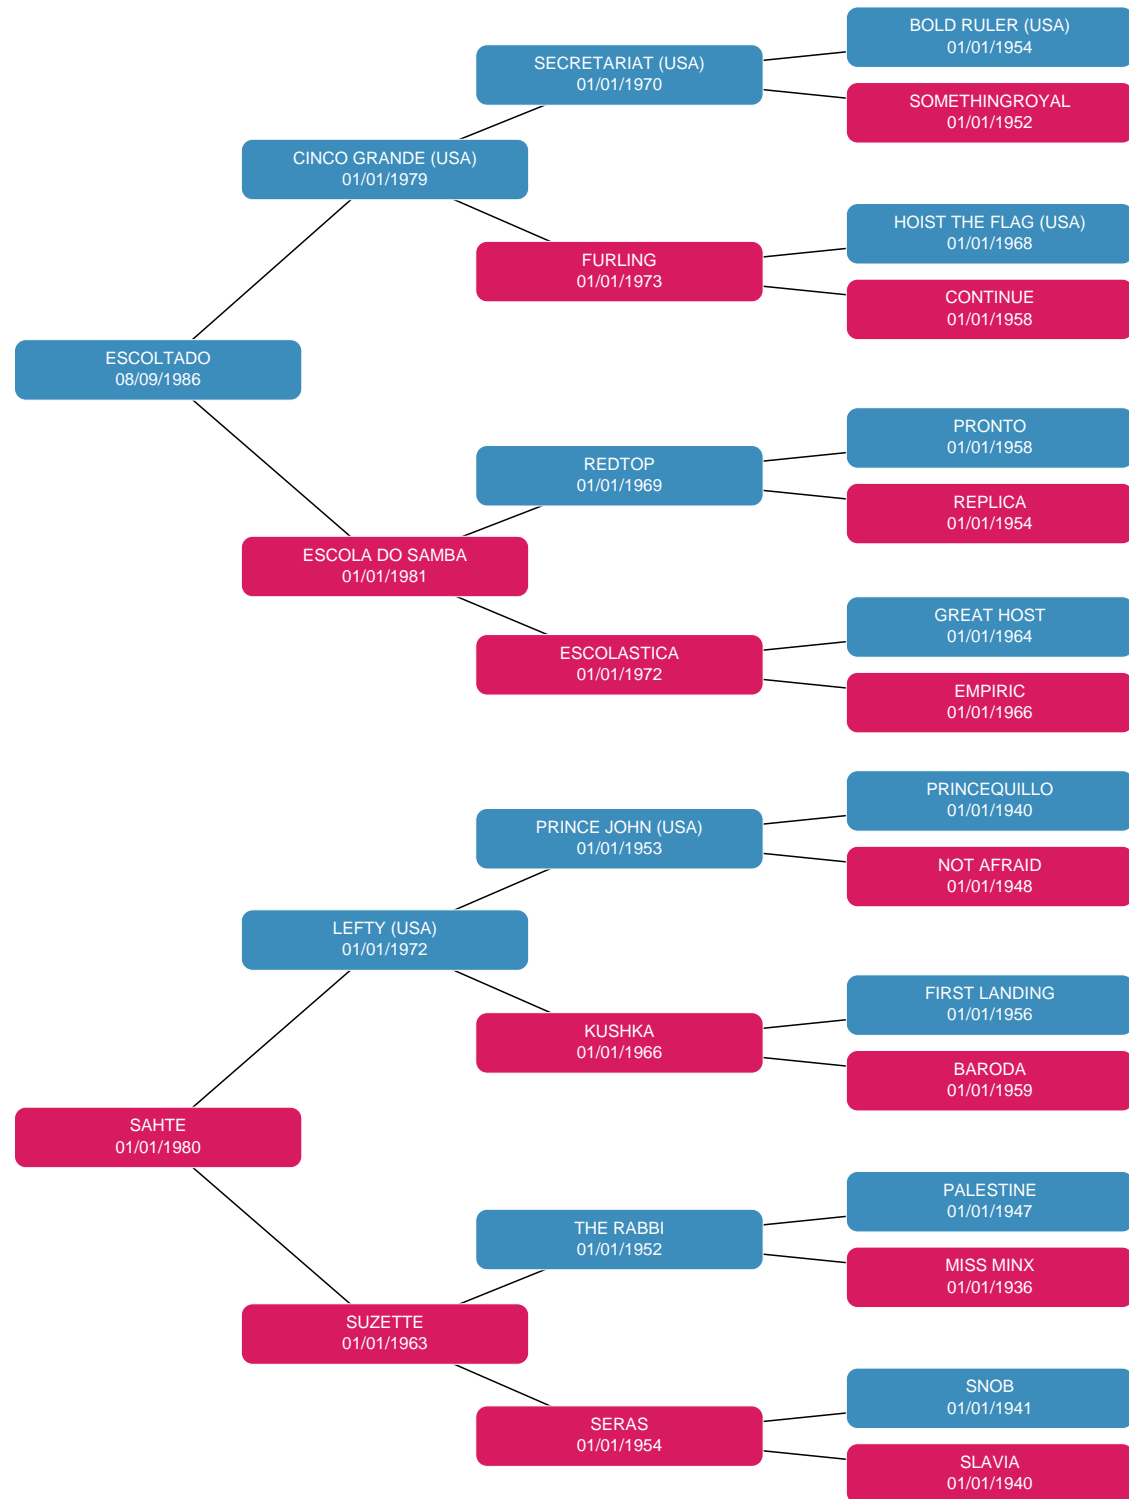 BOLD RULER (USA)
01/01/1954
SECRETARIAT (USA)
01/01/1970
SOMETHINGROYAL
01/01/1952
CINCO GRANDE (USA)
01/01/1979
HOIST THE FLAG (USA)
01/01/1968
FURLING
01/01/1973
CONTINUE
01/01/1958
ESCOLTADO
08/09/1986
PRONTO
01/01/1958
REDTOP
01/01/1969
REPLICA
01/01/1954
ESCOLA DO SAMBA
01/01/1981
GREAT HOST
01/01/1964
ESCOLASTICA
01/01/1972
EMPIRIC
01/01/1966
PRINCEQUILLO
01/01/1940
PRINCE JOHN (USA)
01/01/1953
NOT AFRAID
01/01/1948
LEFTY (USA)
01/01/1972
FIRST LANDING
01/01/1956
KUSHKA
01/01/1966
BARODA
01/01/1959
SAHTE
01/01/1980
PALESTINE
01/01/1947
THE RABBI
01/01/1952
MISS MINX
01/01/1936
SUZETTE
01/01/1963
SNOB
01/01/1941
SERAS
01/01/1954
SLAVIA
01/01/1940